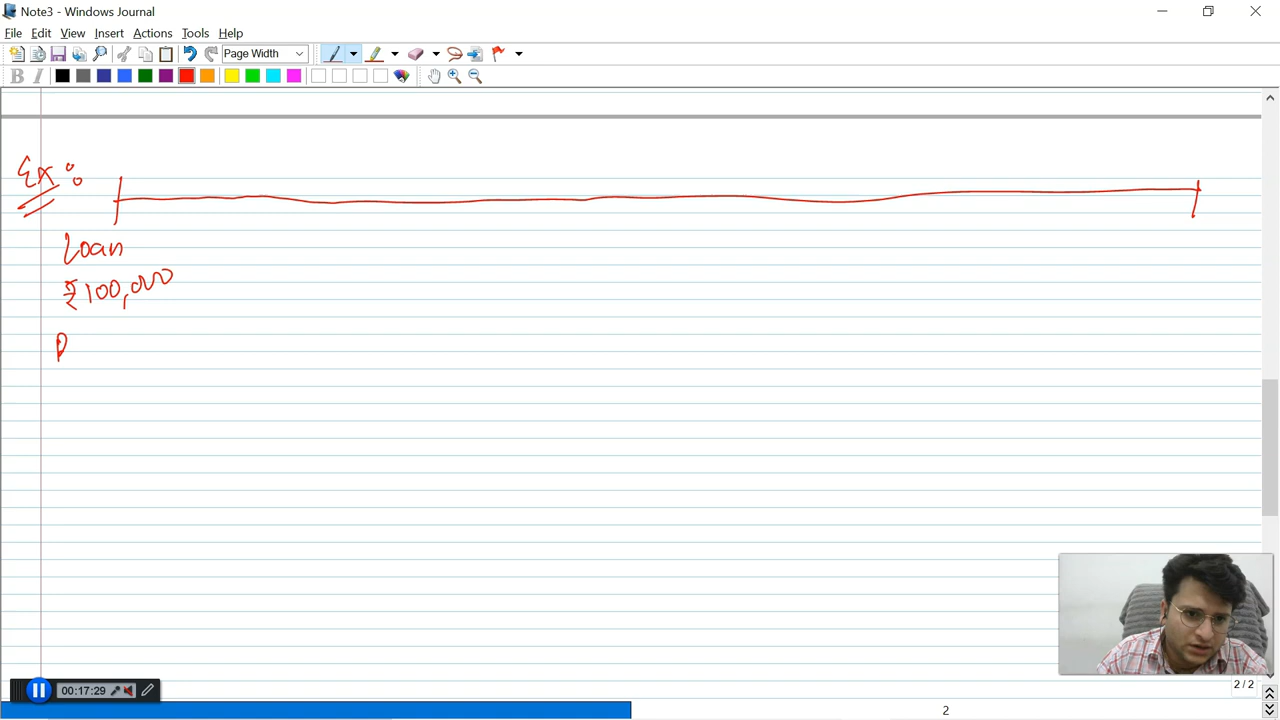 Note3 - Windows Journal
File Edit View Insert Actions Tools Help
Page Width
B I
Ex:
Loan
₹100,000
P
00:17:29
2 / 2
2